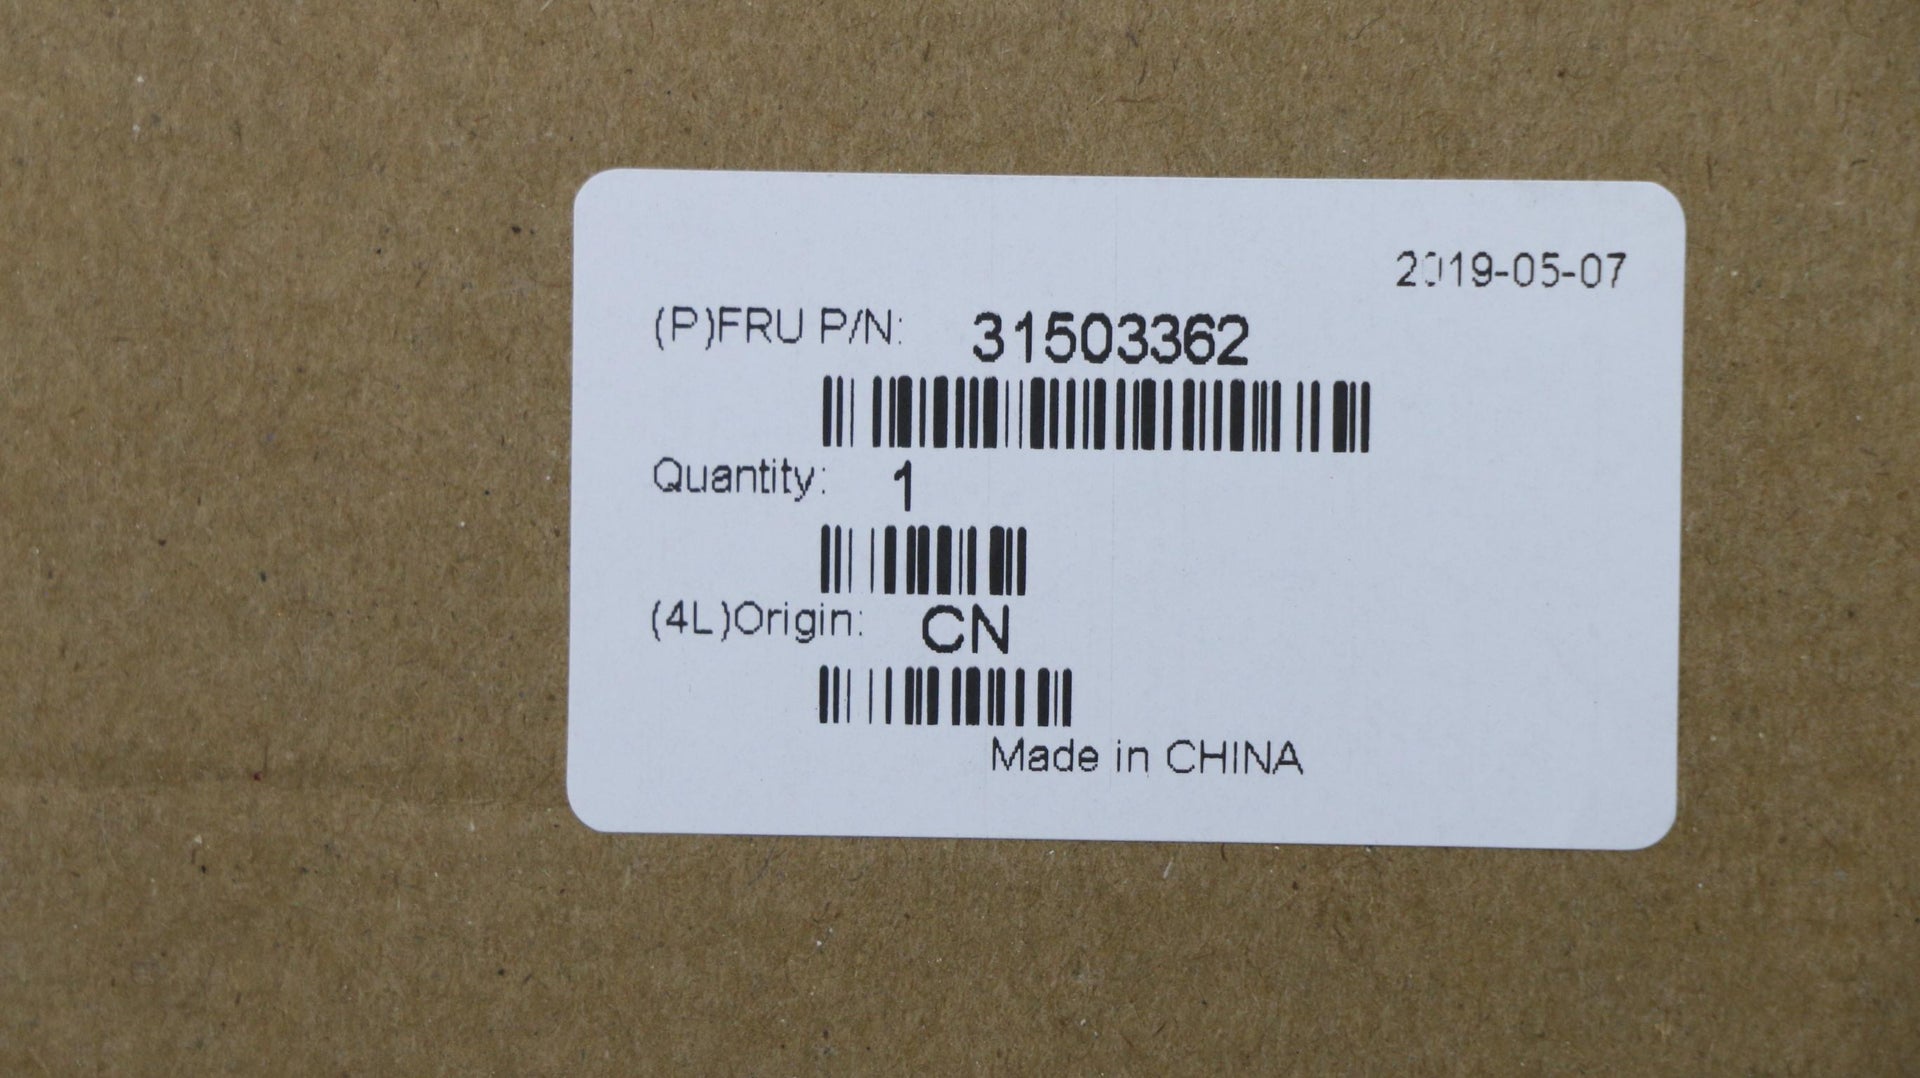 2019-05-07
(P)FRU P/N: 31503362
Quantity: 1
(4L)Origin: CN
Made in CHINA